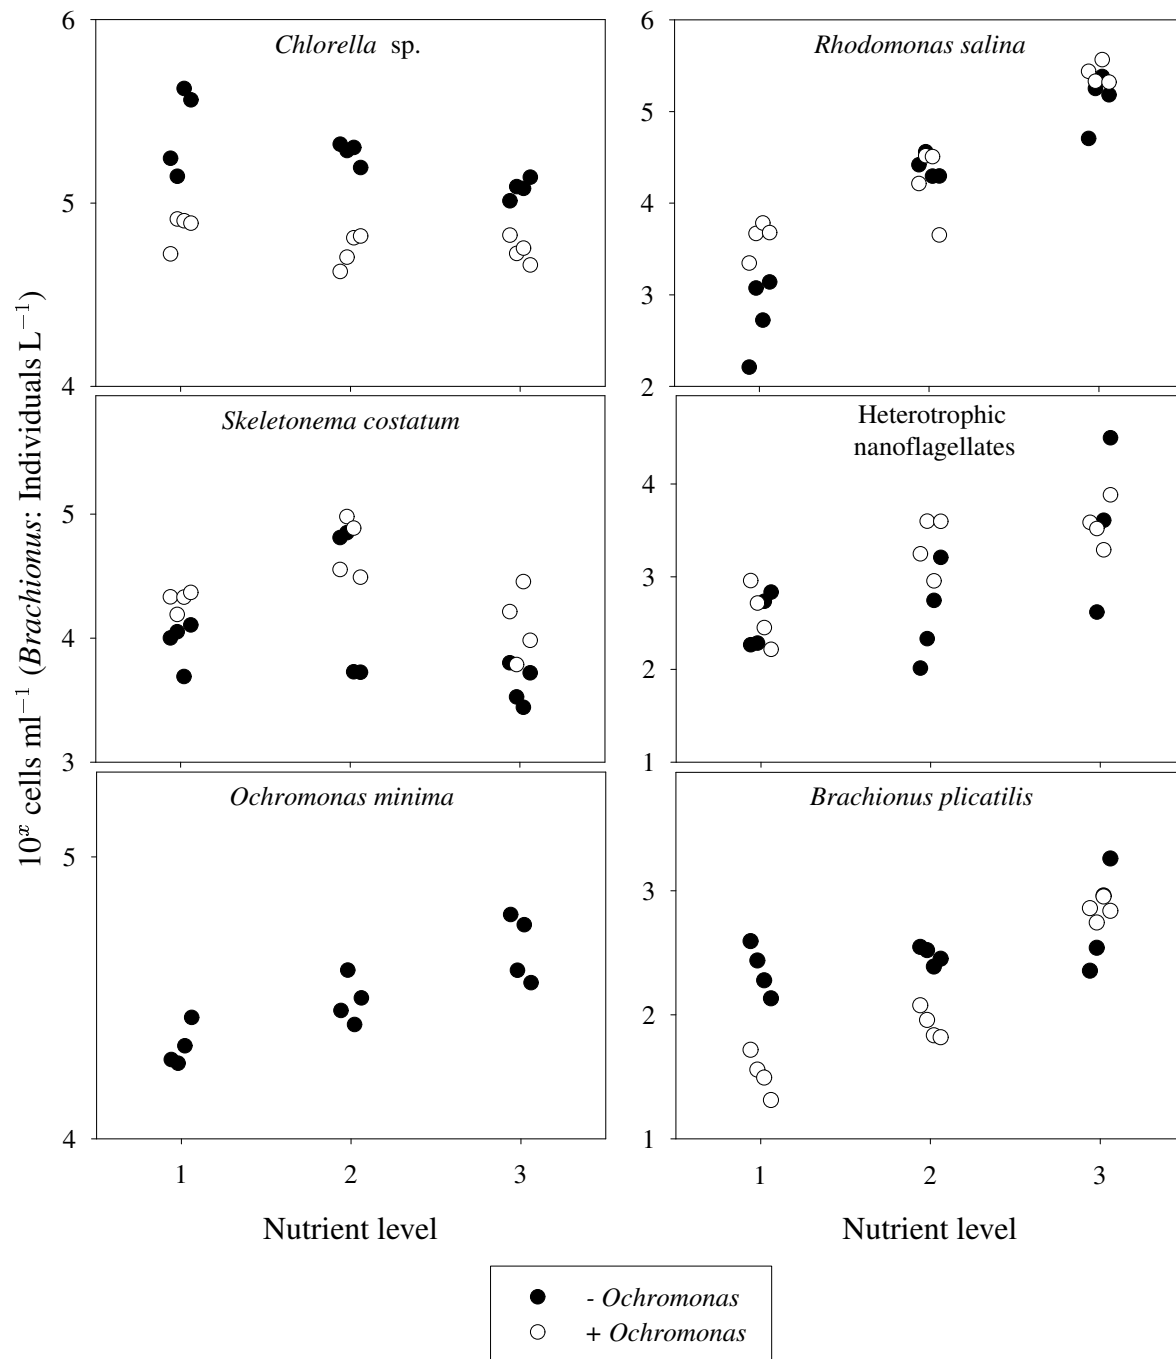 10^x cells ml^−1 (Brachionus: Individuals L^−1)
Chlorella sp.
6
5
4
Rhodomonas salina
6
5
4
3
2
Skeletonema costatum
5
4
3
Heterotrophic
nanoflagellates
4
3
2
1
Ochromonas minima
5
4
1 2 3
Nutrient level
Brachionus plicatilis
3
2
1
1 2 3
Nutrient level
- Ochromonas
+ Ochromonas